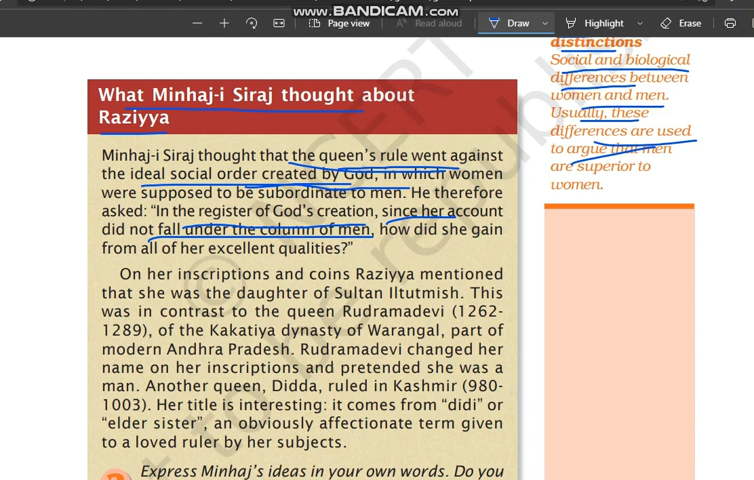 www.BANDICAM.com
Page view
Read aloud
Draw
Highlight
Erase
distinctions
Social and biological
differences between
women and men.
Usually, these
differences are used
to argue that men
are superior to
women.
What Minhaj-i Siraj thought about
Raziyya
Minhaj-i Siraj thought that the queen's rule went against
the ideal social order created by God, in which women
were supposed to be subordinate to men. He therefore
asked: "In the register of God's creation, since her account
did not fall under the column of men, how did she gain
from all of her excellent qualities?"
On her inscriptions and coins Raziyya mentioned
that she was the daughter of Sultan Iltutmish. This
was in contrast to the queen Rudramadevi (1262-
1289), of the Kakatiya dynasty of Warangal, part of
modern Andhra Pradesh. Rudramadevi changed her
name on her inscriptions and pretended she was a
man. Another queen, Didda, ruled in Kashmir (980-
1003). Her title is interesting: it comes from "didi" or
"elder sister", an obviously affectionate term given
to a loved ruler by her subjects.
?
Express Minhaj's ideas in your own words. Do you
© NCERT
not to be republished